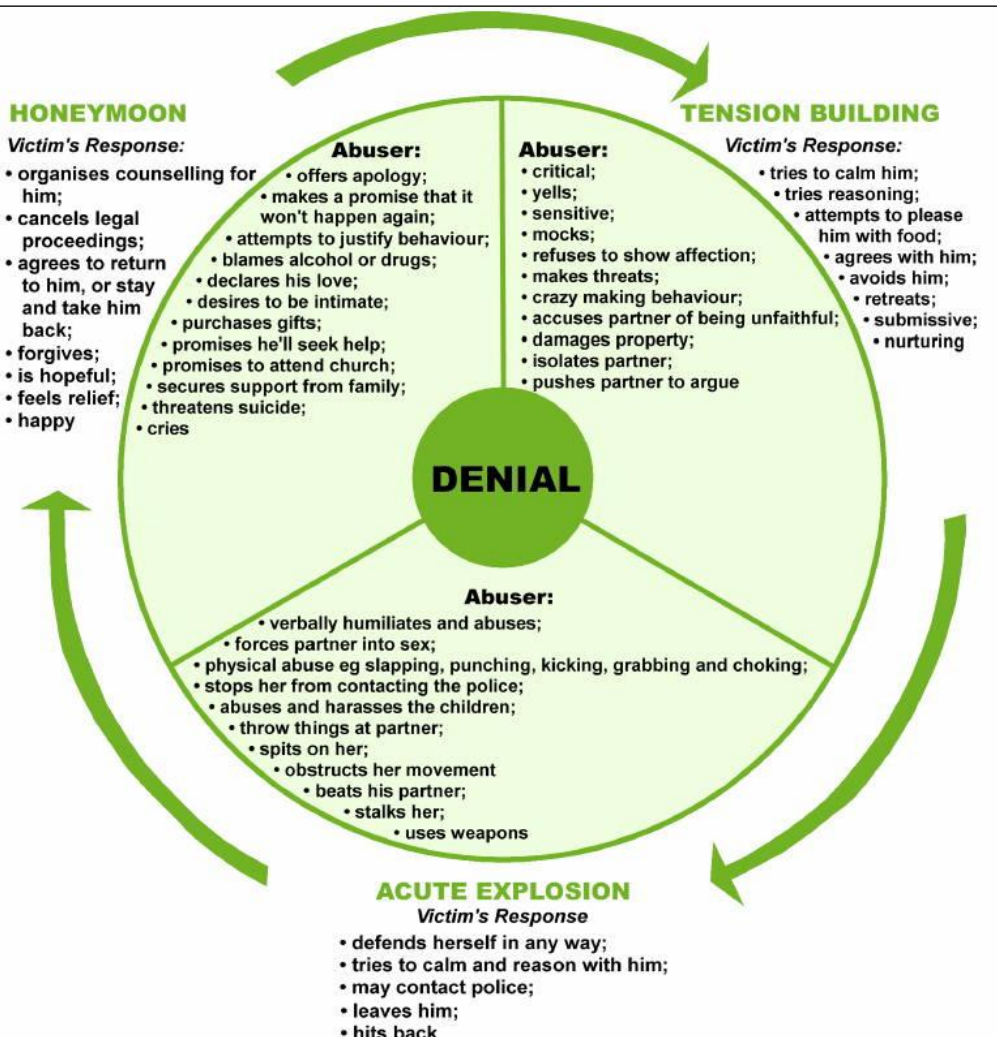 HONEYMOON
Victim's Response:
• organises counselling for
him;
• cancels legal
proceedings;
• agrees to return
to him, or stay
and take him
back;
• forgives;
• is hopeful;
• feels relief;
• happy
Abuser:
• offers apology;
• makes a promise that it
won't happen again;
• attempts to justify behaviour;
• blames alcohol or drugs;
• declares his love;
• desires to be intimate;
• purchases gifts;
• promises he'll seek help;
• promises to attend church;
• secures support from family;
• threatens suicide;
• cries
Abuser:
• critical;
• yells;
• sensitive;
• mocks;
• refuses to show affection;
• makes threats;
• crazy making behaviour;
• accuses partner of being unfaithful;
• damages property;
• isolates partner;
• pushes partner to argue
TENSION BUILDING
Victim's Response:
• tries to calm him;
• tries reasoning;
• attempts to please
him with food;
• agrees with him;
• avoids him;
• retreats;
• submissive;
• nurturing
DENIAL
Abuser:
• verbally humiliates and abuses;
• forces partner into sex;
• physical abuse eg slapping, punching, kicking, grabbing and choking;
• stops her from contacting the police;
• abuses and harasses the children;
• throw things at partner;
• spits on her;
• obstructs her movement
• beats his partner;
• stalks her;
• uses weapons
ACUTE EXPLOSION
Victim's Response
• defends herself in any way;
• tries to calm and reason with him;
• may contact police;
• leaves him;
• hits back